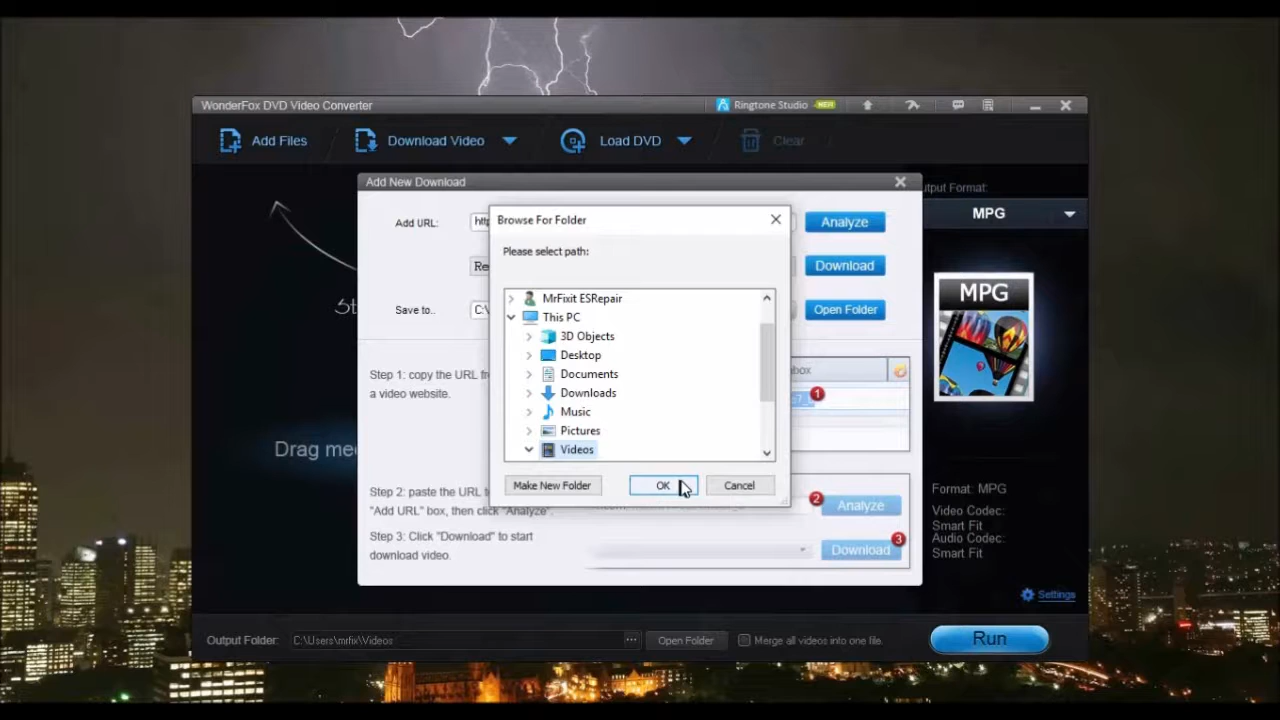 WonderFox DVD Video Converter
Ringtone Studio NEW
Add Files
Download Video
Load DVD
Clear
Add New Download
Add URL:
Analyze
Download
Save to..
C:\
Open Folder
Browse For Folder
Please select path:
MrFixit ESRepair
This PC
3D Objects
Desktop
Documents
Downloads
Music
Pictures
Videos
Make New Folder
OK
Cancel
Step 1: copy the URL
a video website.
1
Step 2: paste the URL
"Add URL" box, then click "Analyze".
2
Analyze
Step 3: Click "Download" to start
download video.
3
Download
Format:
MPG
MPG
Format: MPG
Video Codec:
Smart Fit
Audio Codec:
Smart Fit
Settings
Drag
Output Folder:
C:\Users\mrfix\Videos
...
Open Folder
Merge all videos into one file.
Run